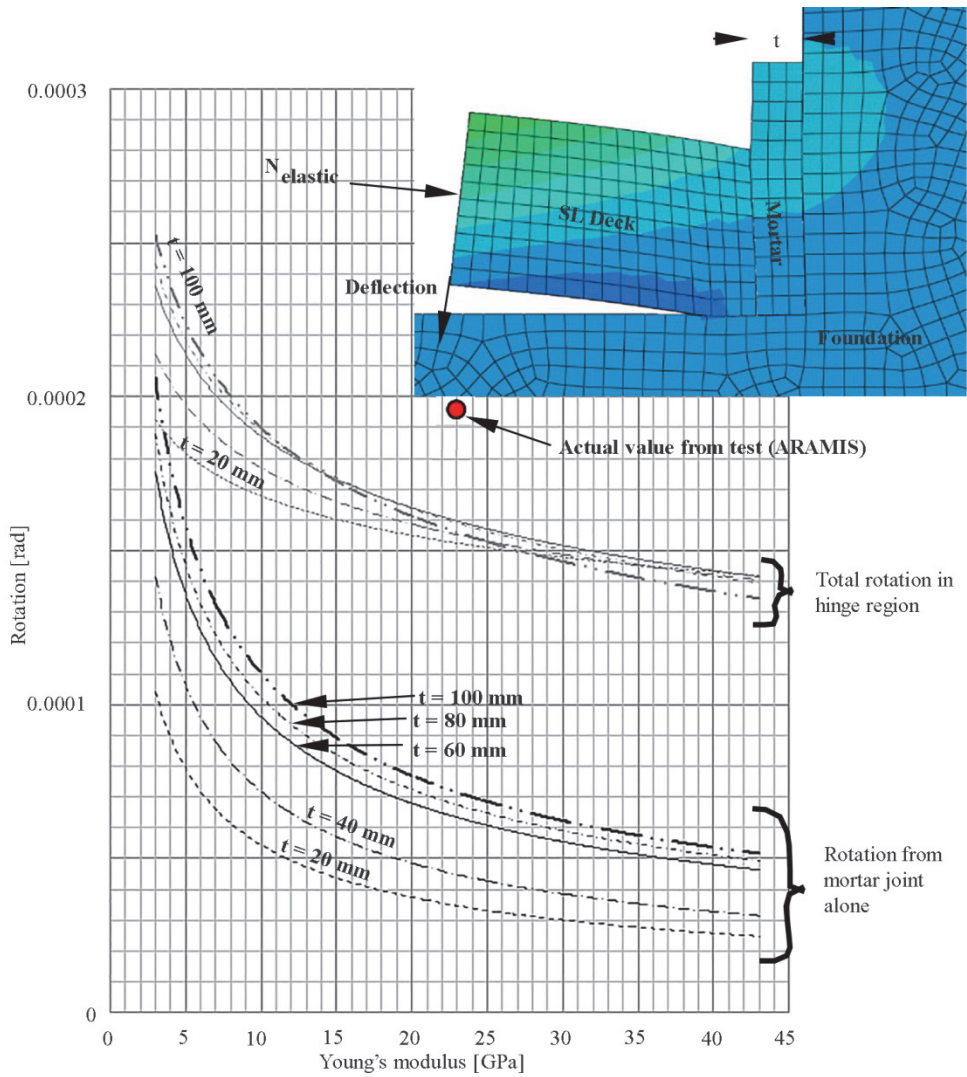 t
0.0003
N elastic
SL Deck
Mortar
Deflection
Foundation
t = 100 mm
0.0002
Actual value from test (ARAMIS)
t = 20 mm
Rotation [rad]
Total rotation in
hinge region
0.0001
t = 100 mm
t = 80 mm
t = 60 mm
t = 40 mm
t = 20 mm
Rotation from
mortar joint
alone
0
0 5 10 15 20 25 30 35 40 45
Young's modulus [GPa]